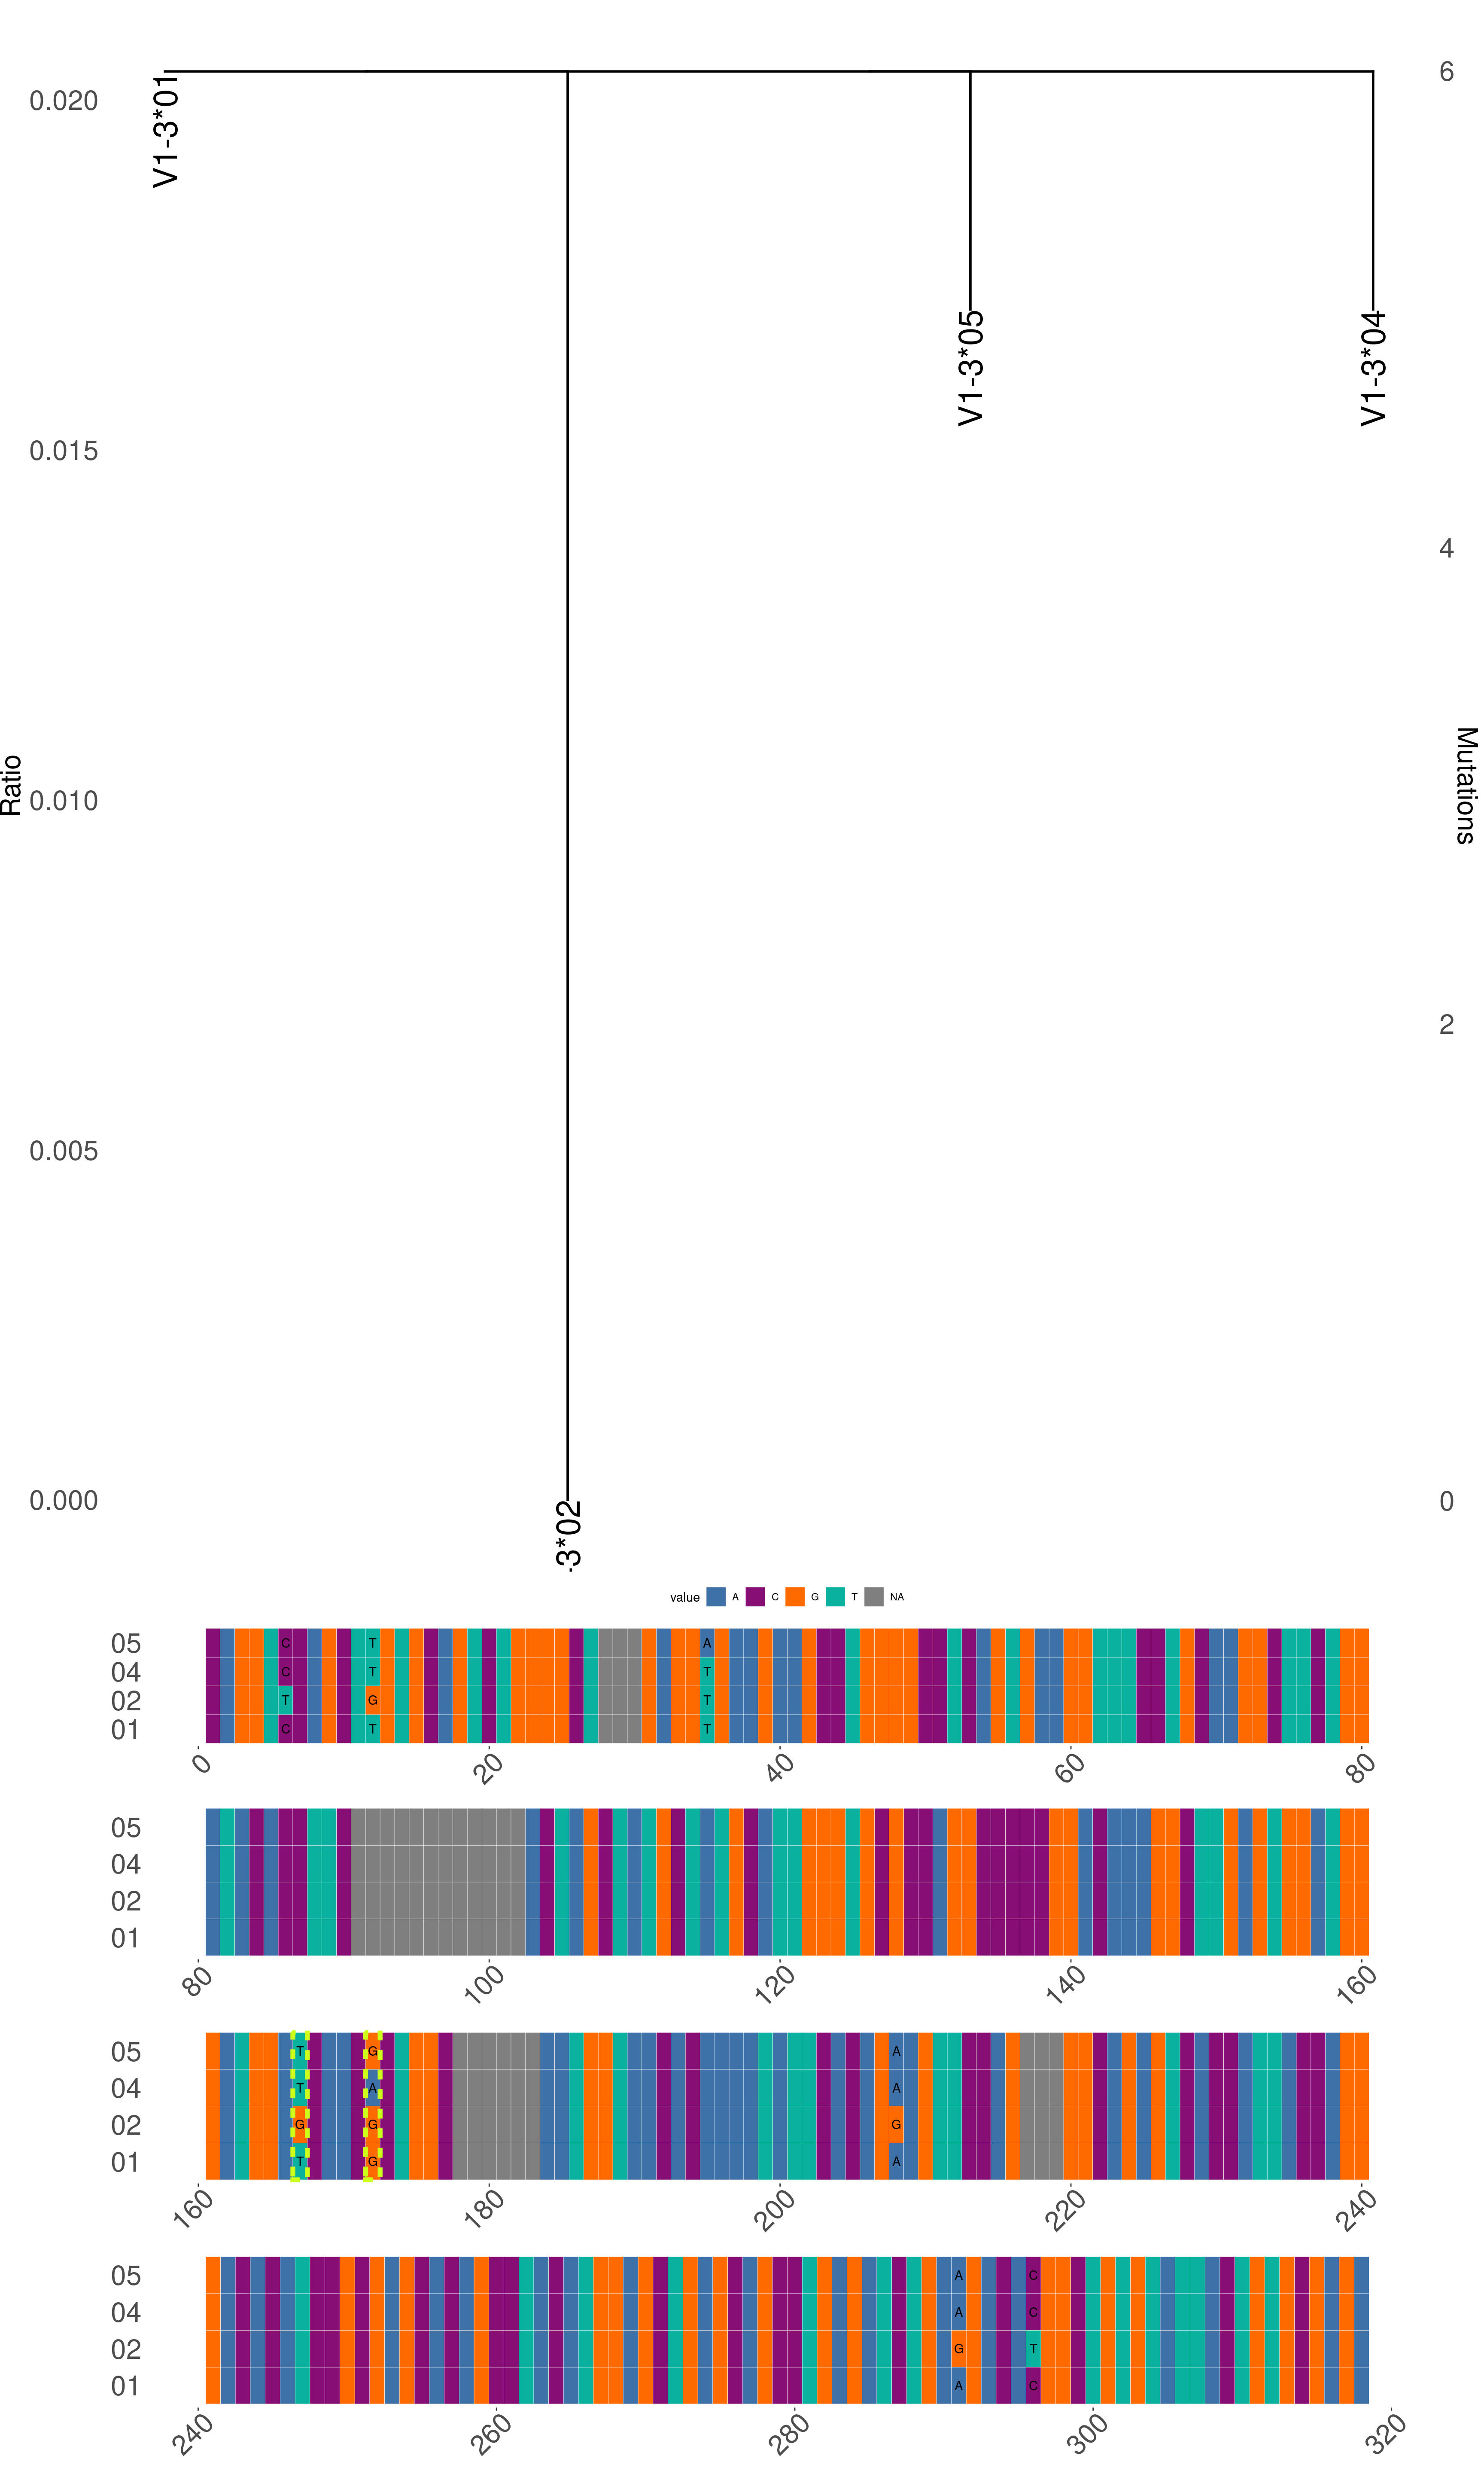 0.020
0.015
0.010
0.005
0.000
Ratio
6
4
2
0
Mutations
V1-3*01
-3*02
V1-3*05
V1-3*04
value A C G T NA
05 C T A
04 C T T
02 T G T
01 C T T
0 20 40 60 80
05
04
02
01
80 100 120 140 160
05 T G A
04 T A A
02 G G G
01 T G A
160 180 200 220 240
05 A C
04 A C
02 G T
01 A C
240 260 280 300 320